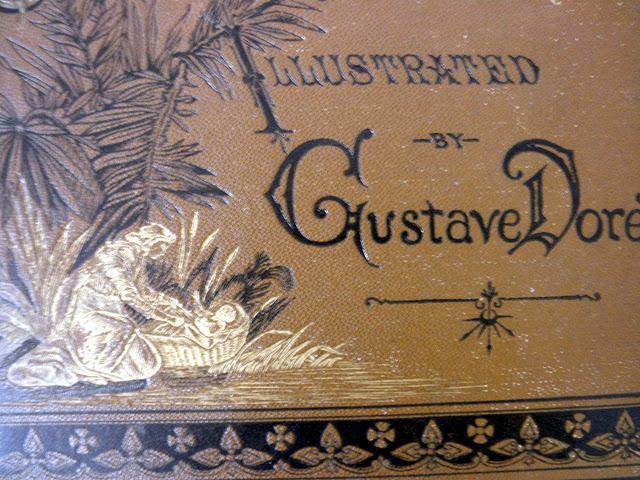 ILLUSTRATED
-BY-
GUSTAVE DORÉ